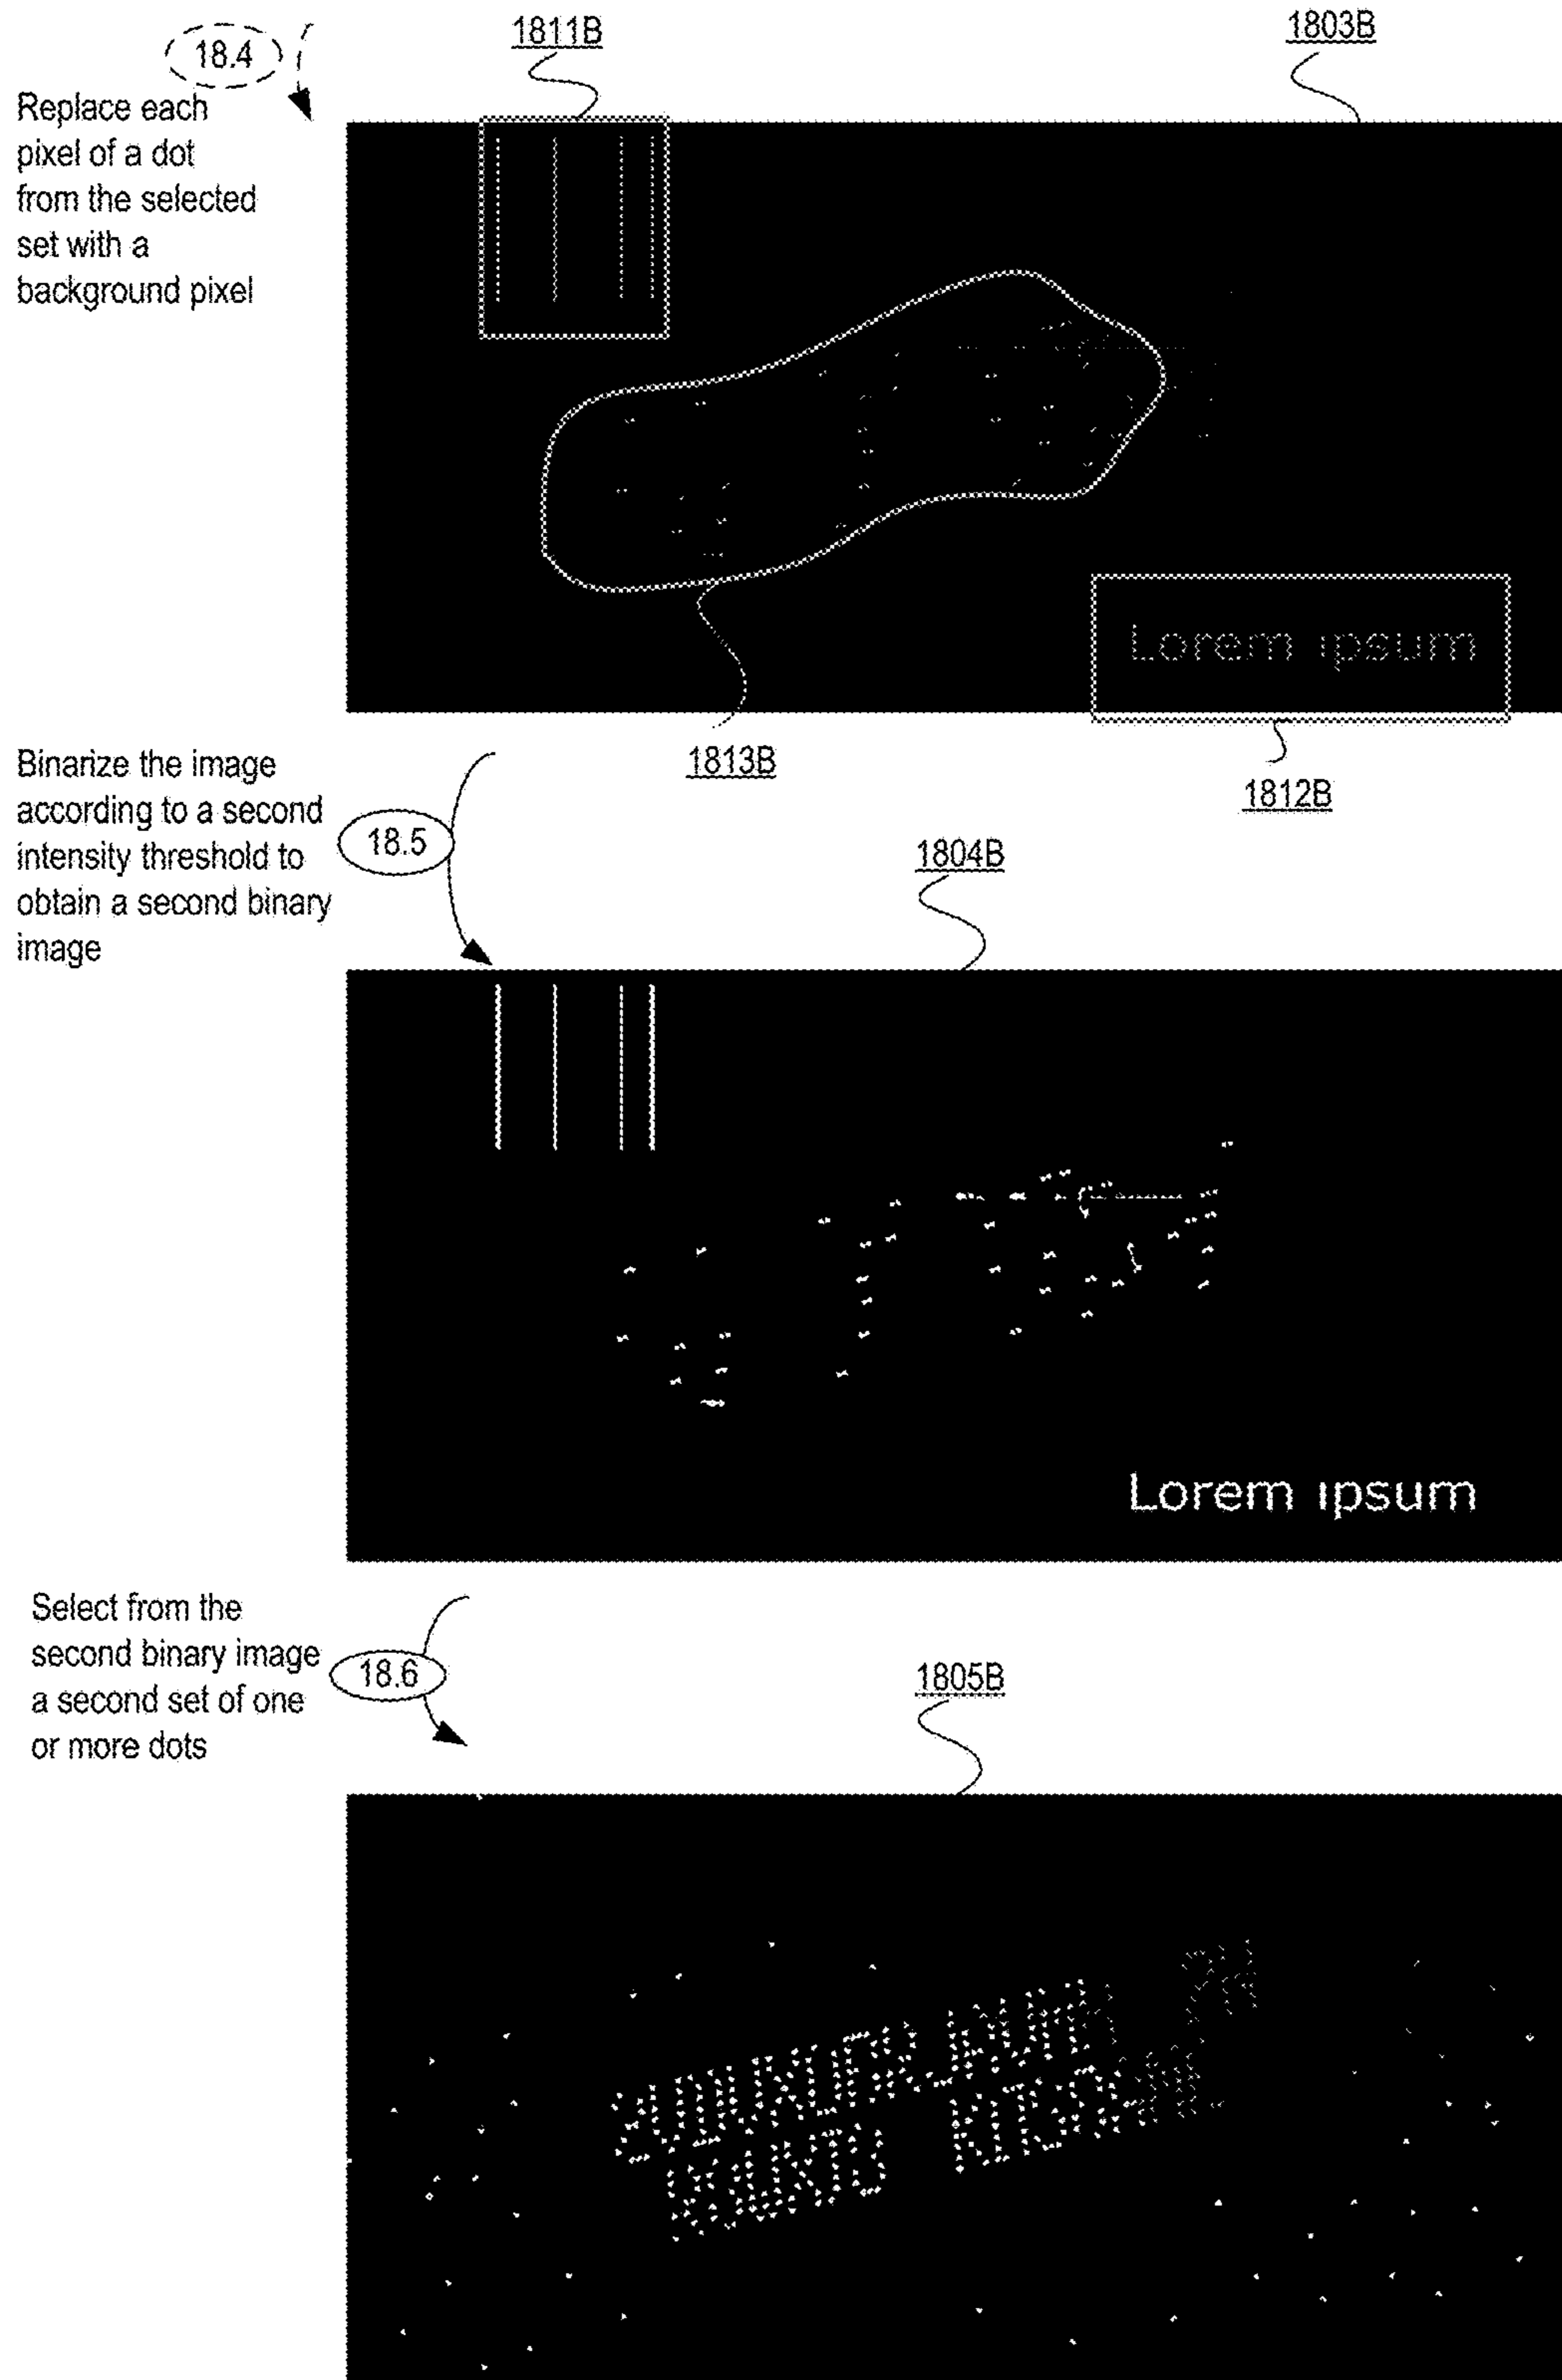 1811B
1803B
18.4
Replace each
pixel of a dot
from the selected
set with a
background pixel
Lorem ipsum
1813B
1812B
Binarize the image
according to a second
intensity threshold to
obtain a second binary
image
18.5
1804B
Lorem ipsum
Select from the
second binary image
a second set of one
or more dots
18.6
1805B